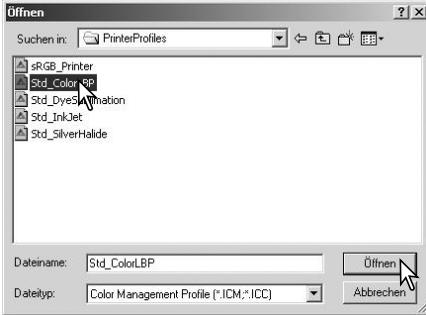 Öffnen
Suchen in: PrinterProfiles
sRGB_Printer
Std_ColorLBP
Std_DyeSublimation
Std_InkJet
Std_SilverHalide
Dateiname: Std_ColorLBP Öffnen
Dateityp: Color Management Profile (*.ICM;*.ICC) Abbrechen